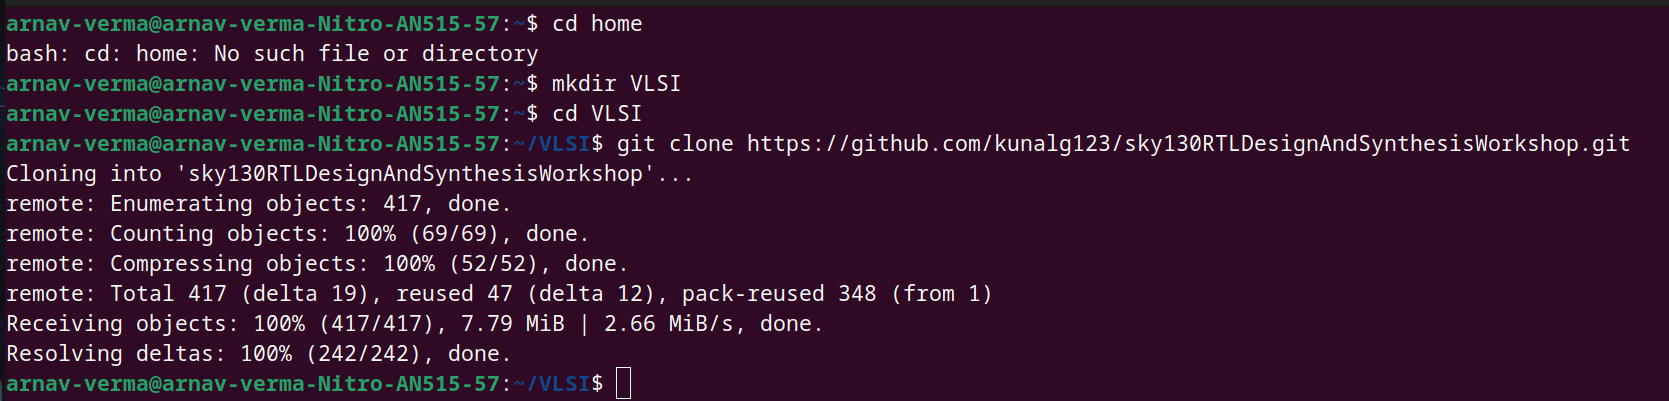 arnav-verma@arnav-verma-Nitro-AN515-57:~$ cd home
bash: cd: home: No such file or directory
arnav-verma@arnav-verma-Nitro-AN515-57:~$ mkdir VLSI
arnav-verma@arnav-verma-Nitro-AN515-57:~$ cd VLSI
arnav-verma@arnav-verma-Nitro-AN515-57:~/VLSI$ git clone https://github.com/kunalg123/sky130RTLDesignAndSynthesisWorkshop.git
Cloning into 'sky130RTLDesignAndSynthesisWorkshop'...
remote: Enumerating objects: 417, done.
remote: Counting objects: 100% (69/69), done.
remote: Compressing objects: 100% (52/52), done.
remote: Total 417 (delta 19), reused 47 (delta 12), pack-reused 348 (from 1)
Receiving objects: 100% (417/417), 7.79 MiB | 2.66 MiB/s, done.
Resolving deltas: 100% (242/242), done.
arnav-verma@arnav-verma-Nitro-AN515-57:~/VLSI$